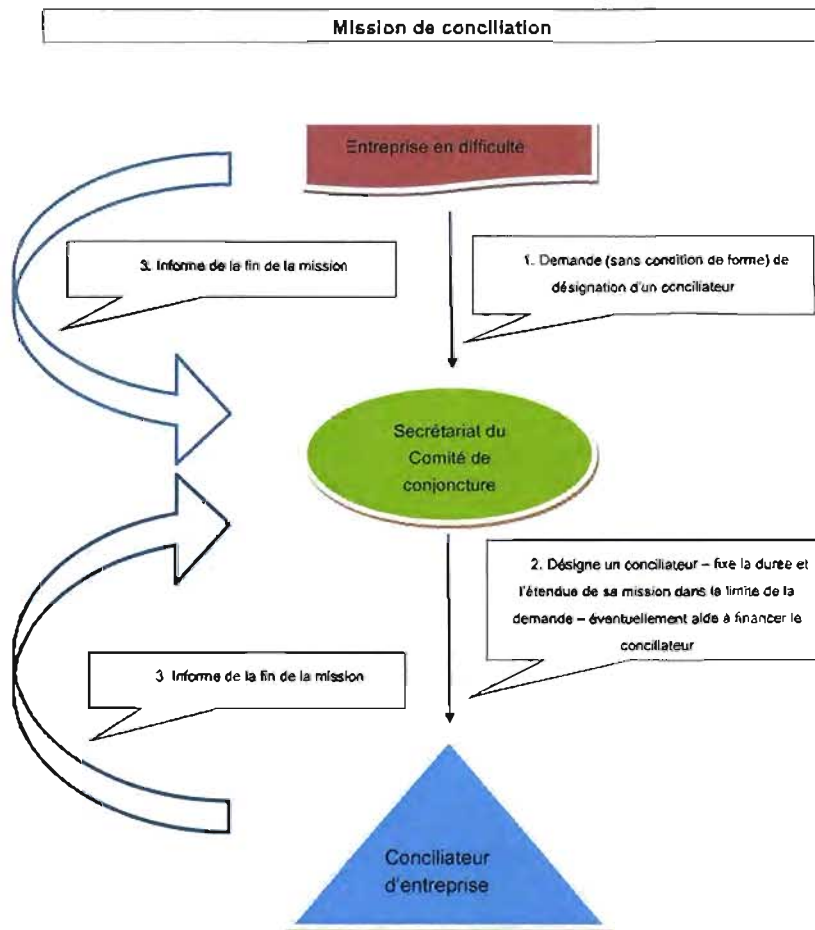 Mission de conciliation
Entreprise en difficulté
3. Informe de la fin de la mission
1. Demande (sans condition de forme) de
désignation d'un conciliateur
Secrétariat du
Comité de
conjoncture
2. Désigne un conciliateur – fixe la durée et
l'étendue de sa mission dans la limite de la
demande – éventuellement aide à financer le
conciliateur
3 Informe de la fin de la mission
Conciliateur
d'entreprise